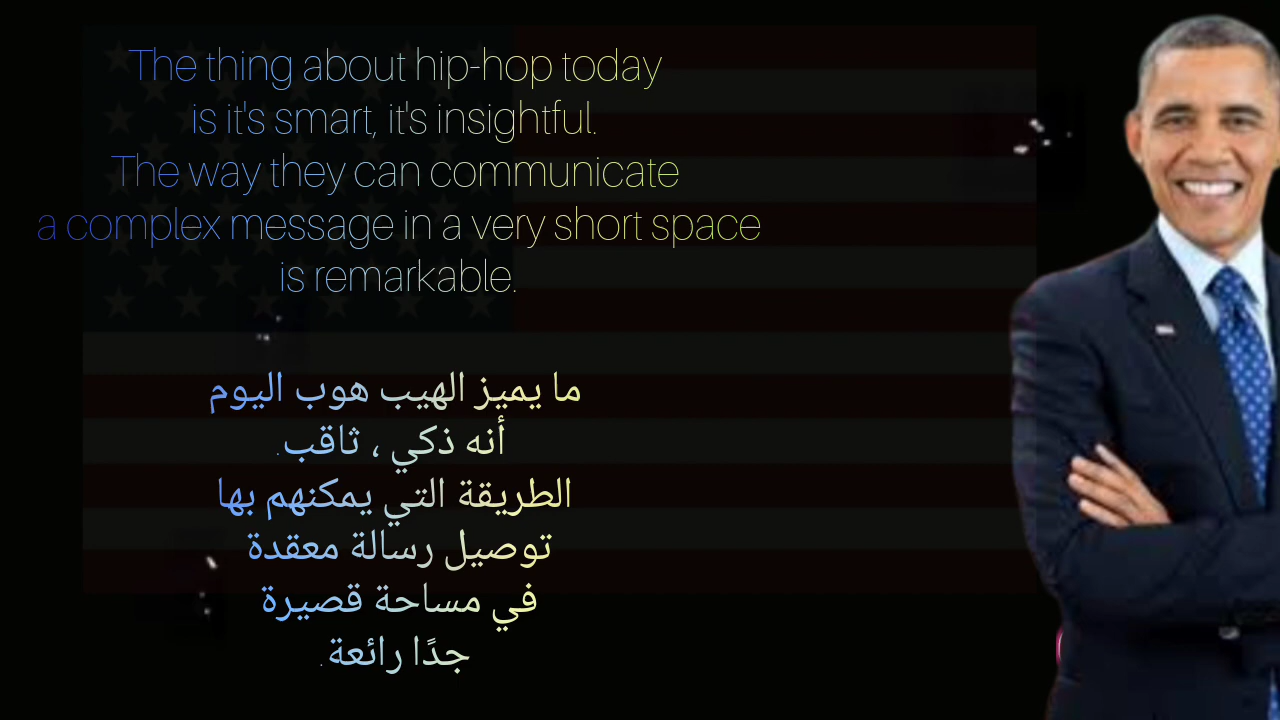 The thing about hip-hop today
is it's smart, it's insightful.
The way they can communicate
a complex message in a very short space
is remarkable.
ما يميز الهيب هوب اليوم
أنه ذكي ، ثاقب.
الطريقة التي يمكنهم بها
توصيل رسالة معقدة
في مساحة قصيرة
جدًا رائعة.